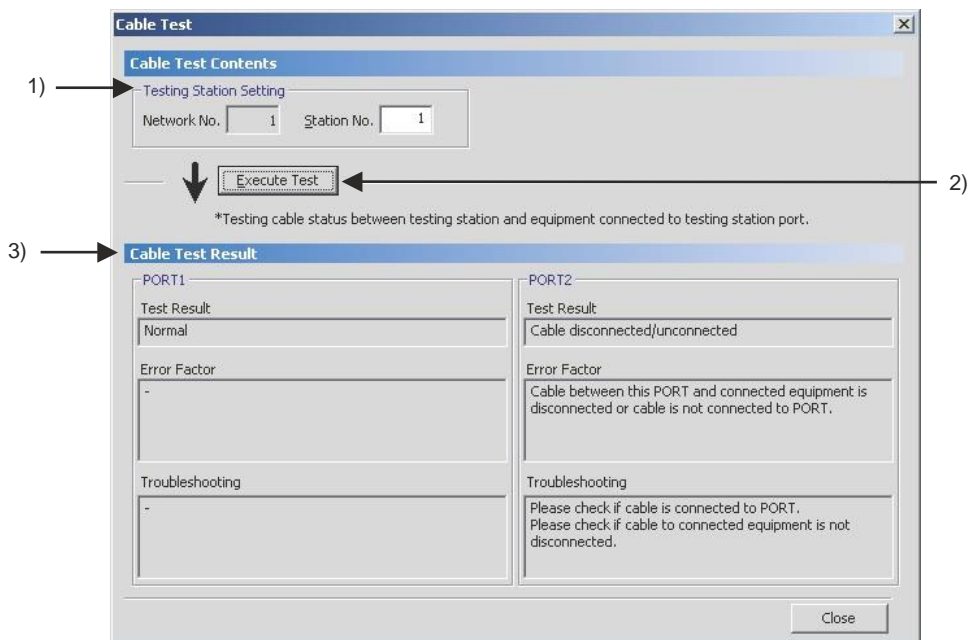 Cable Test
Cable Test Contents
1)
Testing Station Setting
Network No. 1 Station No. 1
Execute Test
2)
*Testing cable status between testing station and equipment connected to testing station port.
3)
Cable Test Result
PORT1
Test Result
Normal
Error Factor
-
Troubleshooting
-
PORT2
Test Result
Cable disconnected/unconnected
Error Factor
Cable between this PORT and connected equipment is
disconnected or cable is not connected to PORT.
Troubleshooting
Please check if cable is connected to PORT.
Please check if cable to connected equipment is not
disconnected.
Close